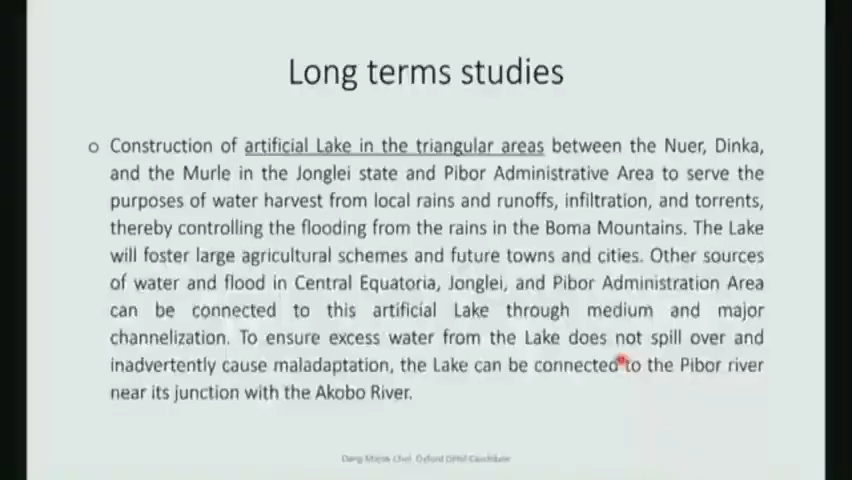 Long terms studies
Construction of artificial Lake in the triangular areas between the Nuer, Dinka,
and the Murle in the Jonglei state and Pibor Administrative Area to serve the
purposes of water harvest from local rains and runoffs, infiltration, and torrents,
thereby controlling the flooding from the rains in the Boma Mountains. The Lake
will foster large agricultural schemes and future towns and cities. Other sources
of water and flood in Central Equatoria, Jonglei, and Pibor Administration Area
can be connected to this artificial Lake through medium and major
channelization. To ensure excess water from the Lake does not spill over and
inadvertently cause maladaptation, the Lake can be connected to the Pibor river
near its junction with the Akobo River.
Oxford